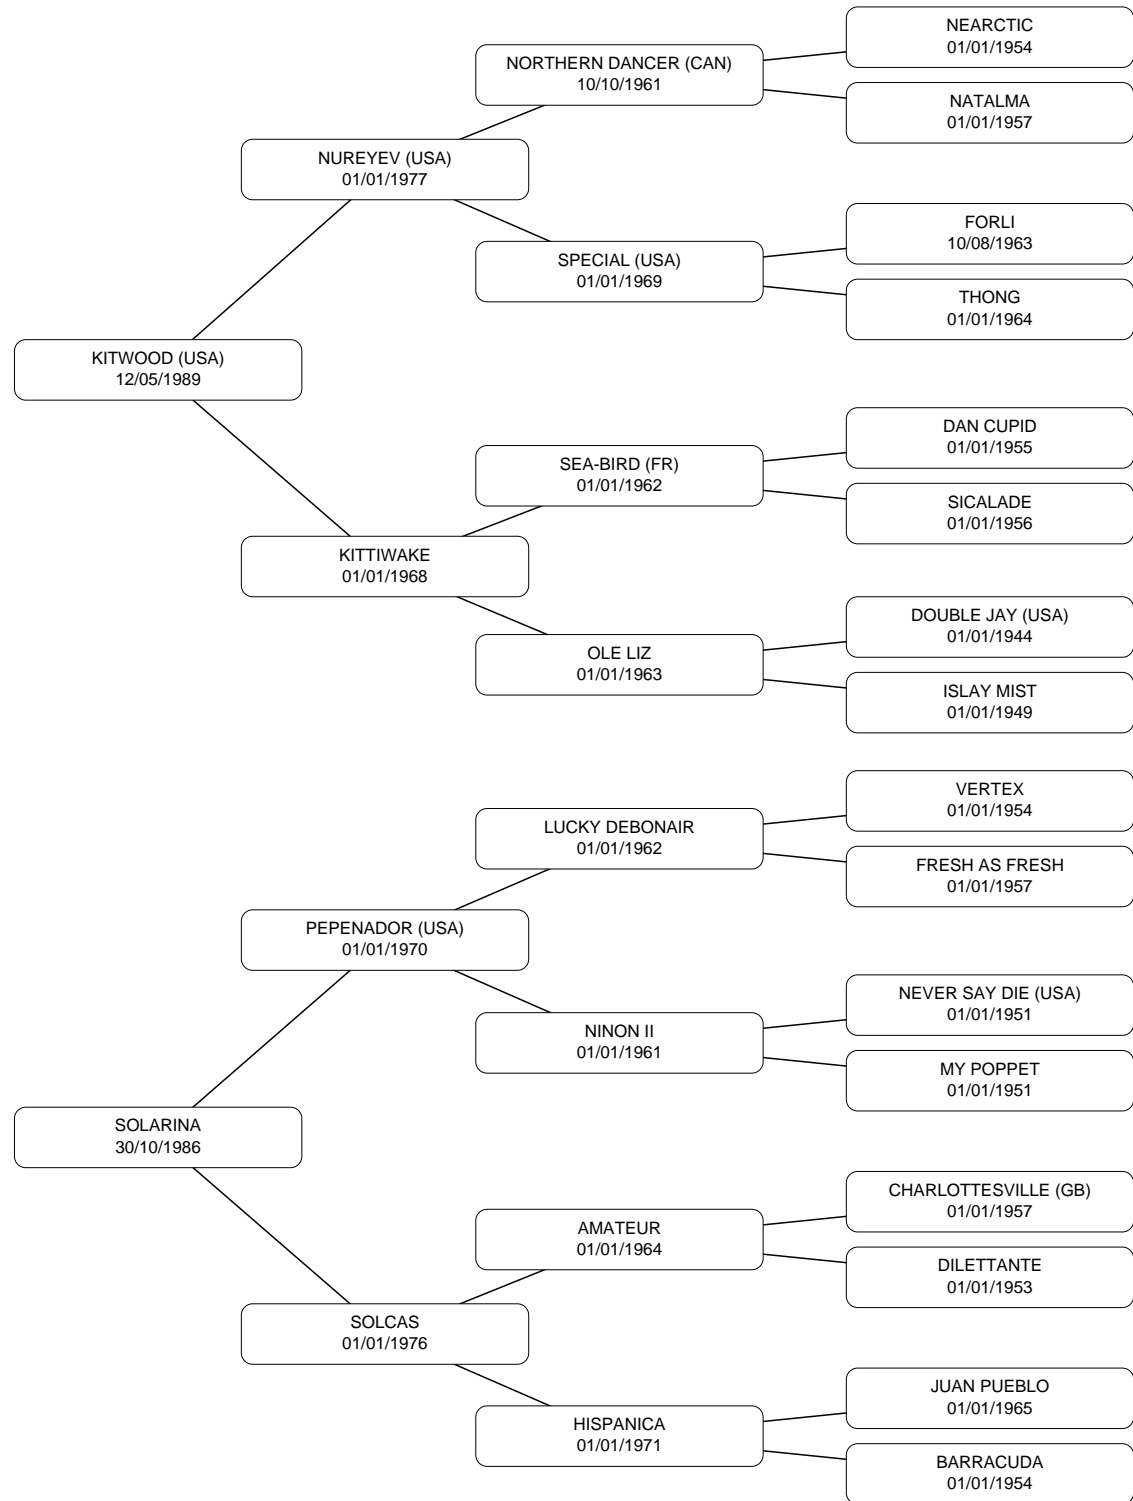 NEARCTIC
01/01/1954
NORTHERN DANCER (CAN)
10/10/1961
NATALMA
01/01/1957
NUREYEV (USA)
01/01/1977
FORLI
10/08/1963
SPECIAL (USA)
01/01/1969
THONG
01/01/1964
KITWOOD (USA)
12/05/1989
DAN CUPID
01/01/1955
SEA-BIRD (FR)
01/01/1962
SICALADE
01/01/1956
KITTIWAKE
01/01/1968
DOUBLE JAY (USA)
01/01/1944
OLE LIZ
01/01/1963
ISLAY MIST
01/01/1949
VERTEX
01/01/1954
LUCKY DEBONAIR
01/01/1962
FRESH AS FRESH
01/01/1957
PEPENADOR (USA)
01/01/1970
NEVER SAY DIE (USA)
01/01/1951
NINON II
01/01/1961
MY POPPET
01/01/1951
SOLARINA
30/10/1986
CHARLOTTESVILLE (GB)
01/01/1957
AMATEUR
01/01/1964
DILETTANTE
01/01/1953
SOLCAS
01/01/1976
JUAN PUEBLO
01/01/1965
HISPANICA
01/01/1971
BARRACUDA
01/01/1954